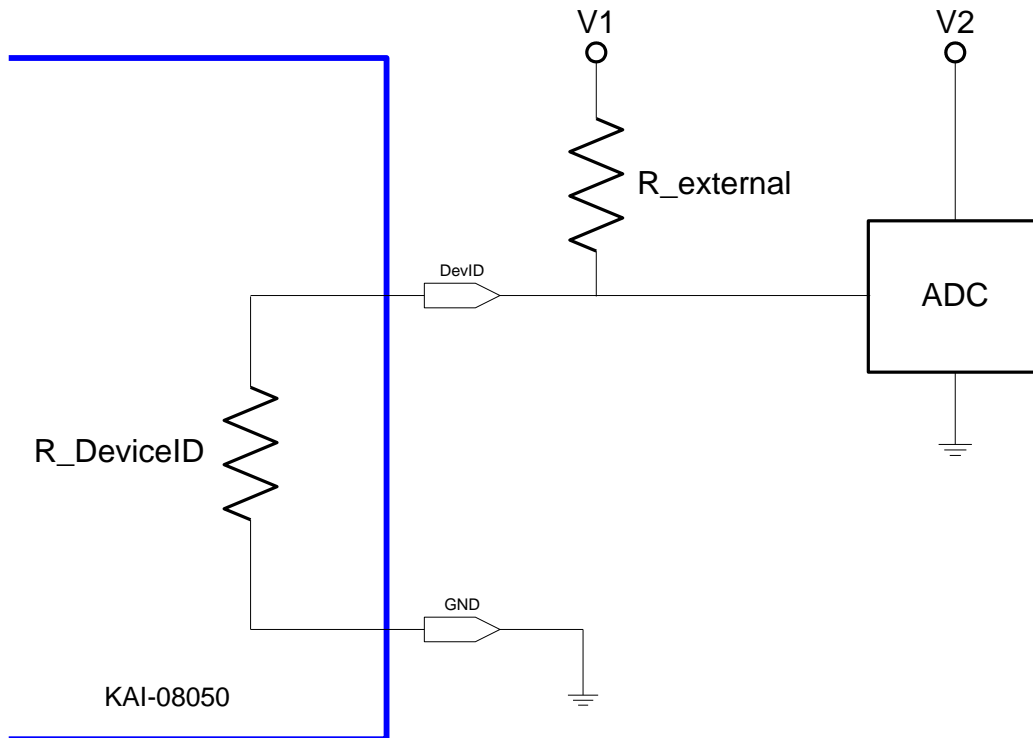 V1
V2
R_external
DevID
ADC
R_DeviceID
GND
KAI-08050